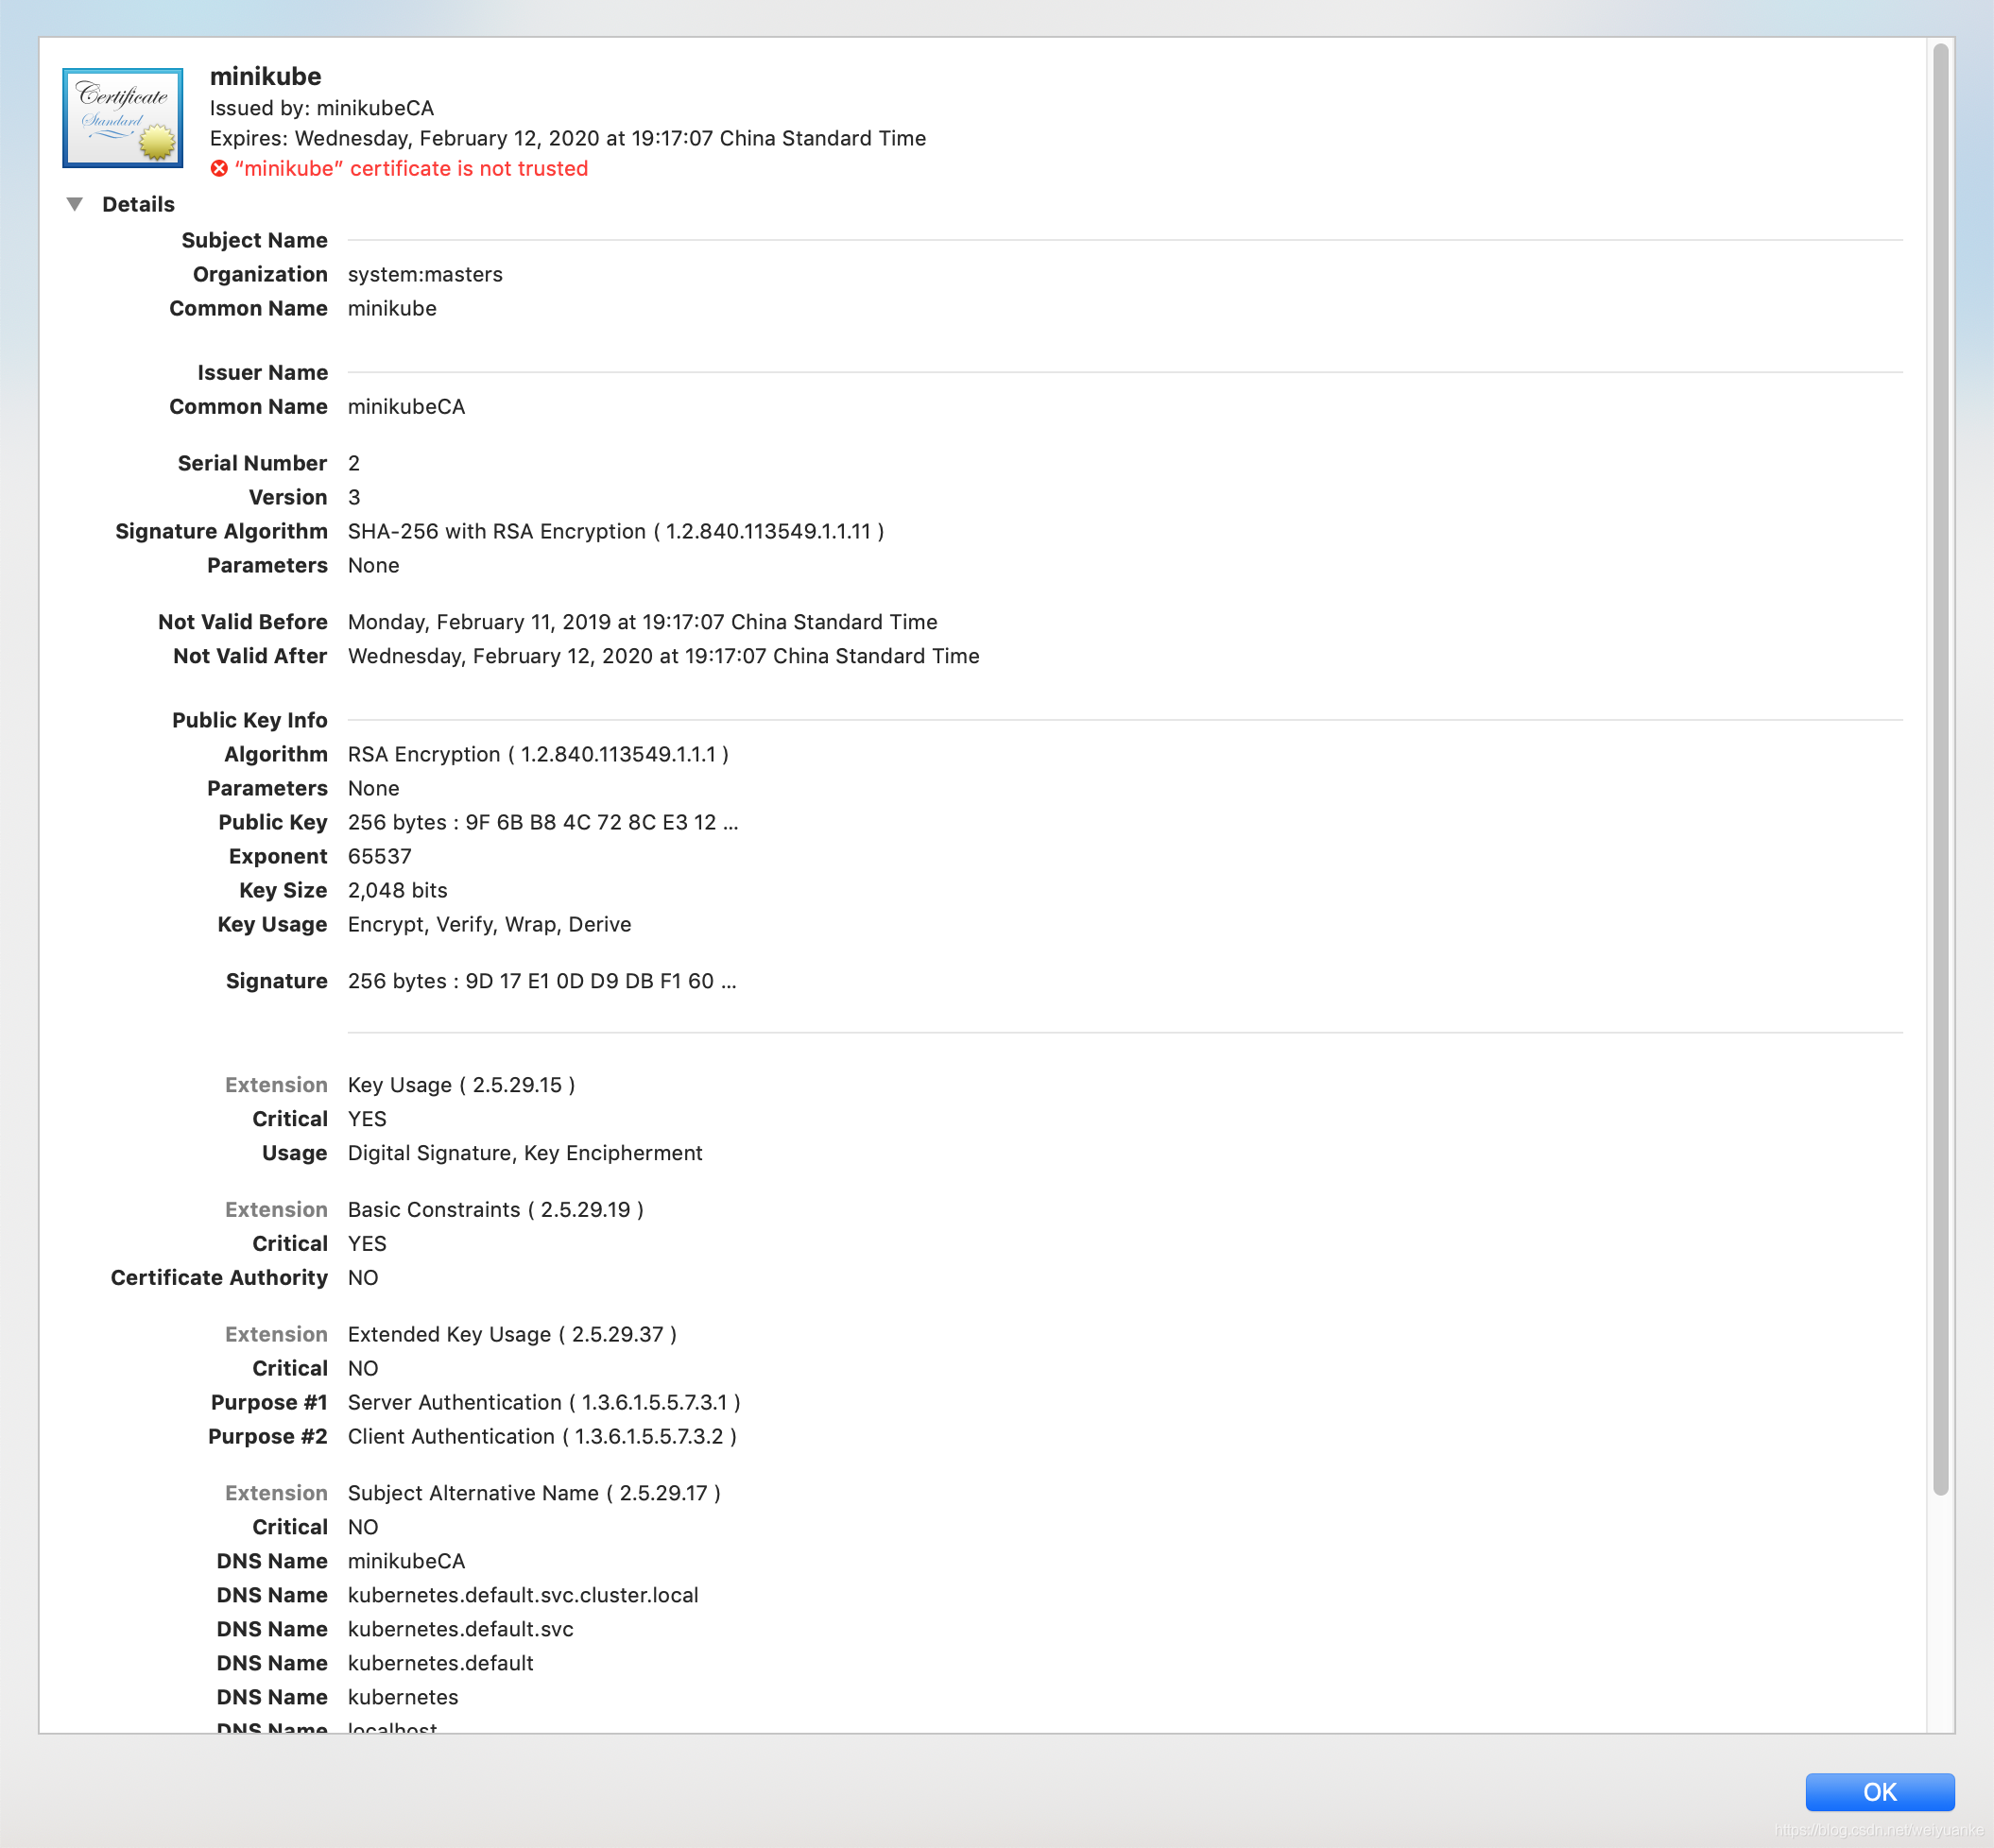 Certificate
Standard
minikube
Issued by: minikubeCA
Expires: Wednesday, February 12, 2020 at 19:17:07 China Standard Time
“minikube” certificate is not trusted
Details
Subject Name
Organization system:masters
Common Name minikube
Issuer Name
Common Name minikubeCA
Serial Number 2
Version 3
Signature Algorithm SHA-256 with RSA Encryption ( 1.2.840.113549.1.1.11 )
Parameters None
Not Valid Before Monday, February 11, 2019 at 19:17:07 China Standard Time
Not Valid After Wednesday, February 12, 2020 at 19:17:07 China Standard Time
Public Key Info
Algorithm RSA Encryption ( 1.2.840.113549.1.1.1 )
Parameters None
Public Key 256 bytes : 9F 6B B8 4C 72 8C E3 12 ...
Exponent 65537
Key Size 2,048 bits
Key Usage Encrypt, Verify, Wrap, Derive
Signature 256 bytes : 9D 17 E1 0D D9 DB F1 60 ...
Extension Key Usage ( 2.5.29.15 )
Critical YES
Usage Digital Signature, Key Encipherment
Extension Basic Constraints ( 2.5.29.19 )
Critical YES
Certificate Authority NO
Extension Extended Key Usage ( 2.5.29.37 )
Critical NO
Purpose #1 Server Authentication ( 1.3.6.1.5.5.7.3.1 )
Purpose #2 Client Authentication ( 1.3.6.1.5.5.7.3.2 )
Extension Subject Alternative Name ( 2.5.29.17 )
Critical NO
DNS Name minikubeCA
DNS Name kubernetes.default.svc.cluster.local
DNS Name kubernetes.default.svc
DNS Name kubernetes.default
DNS Name kubernetes
DNS Name localhost
OK
https://blog.csdn.net/weiyuanke